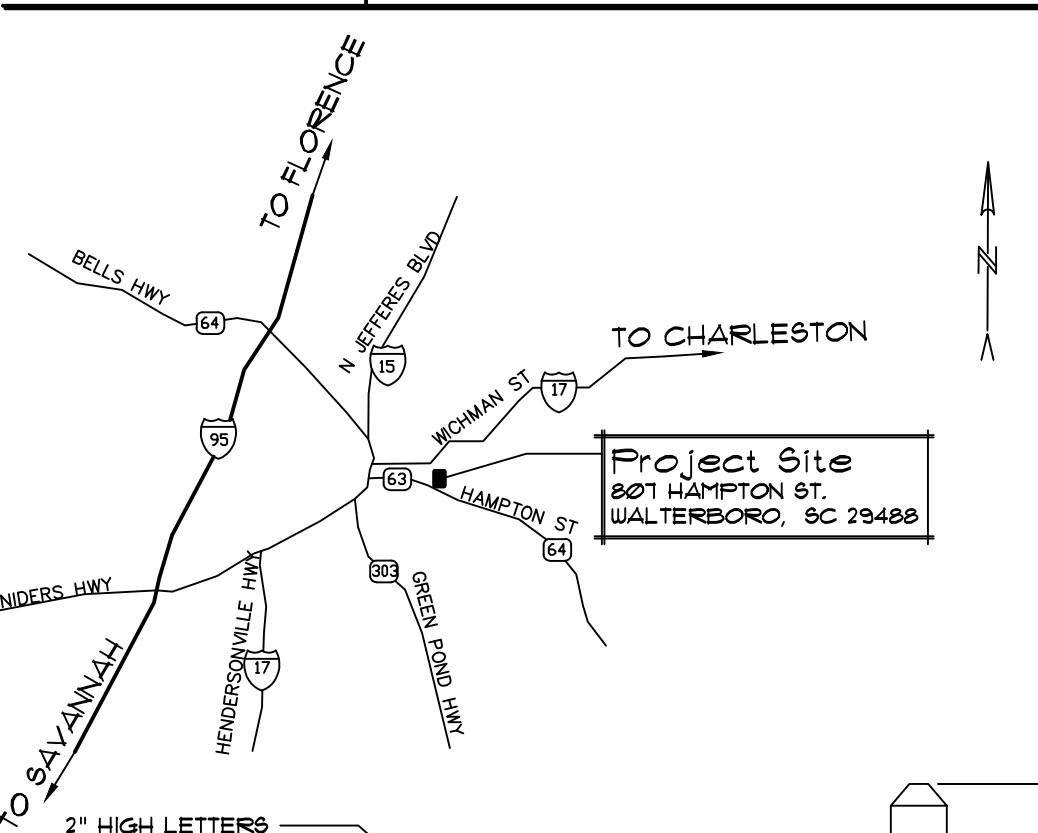 TO FLORENCE
BELLS HWY
64
N JEFFERES BLVD
15
TO CHARLESTON
WICHMAN ST
17
N
95
63
Project Site
807 HAMPTON ST.
WALTERBORO, SC 29488
HAMPTON ST
64
303
GREEN POND HWY
NIDERS HWY
HENDERSONVILLE HWY
17
TO SAVANNAH
2" HIGH LETTERS